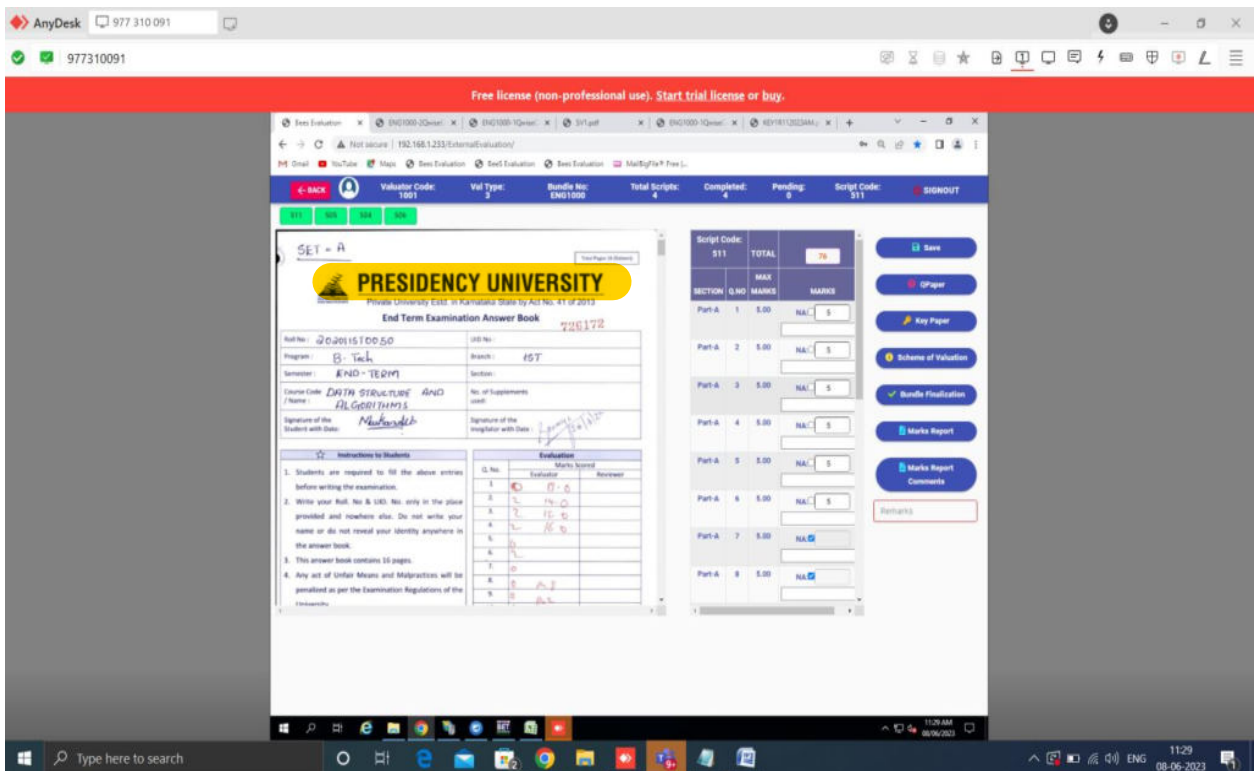 AnyDesk 977 310 091
977310091
Free license (non-professional use). Start trial license or buy.
Bees Evaluation
Not secure | 192.168.1.233/ExternalEvaluation/
Gmail YouTube Maps Bees Evaluation BeeS Evaluation Bees Evaluation MailBigFile® Free L...
BACK Valuator Code: Val Type: Bundle No: Total Scripts: Completed: Pending: Script Code: SIGNOUT
1001 3 ENG1000 4 4 0 511
511 505 504 506
SET - A
PRESIDENCY UNIVERSITY
Private University Estd. in Karnataka State by Act No. 41 of 2013
End Term Examination Answer Book
726172
Roll No : UID No :
Program : B. Tech Branch : IST
Semester : END-TERM Section :
Course Code / Name : DATA STRUCTURE AND ALGORITHMS No. of Supplements used:
Signature of the Student with Date: Signature of the Invigilator with Date :
Instructions to Students
1. Students are required to fill the above entries
before writing the examination.
2. Write your Roll. No & UID. No. only in the place
provided and nowhere else. Do not write your
name or do not reveal your identity anywhere in
the answer book.
3. This answer book contains 16 pages.
4. Any act of Unfair Means and Malpractices will be
penalized as per the Examination Regulations of the
University
Evaluation
Q. No. Marks Scored
Evaluator Reviewer
Script Code:
511 TOTAL 76
SECTION Q.NO MAX MARKS MARKS
Part-A 1 5.00 NA: 5
Part-A 2 5.00 NA: 5
Part-A 3 5.00 NA: 5
Part-A 4 5.00 NA: 5
Part-A 5 5.00 NA: 5
Part-A 6 5.00 NA: 5
Part-A 7 5.00 NA:
Part-A 8 5.00 NA:
Save
QPaper
Key Paper
Scheme of Valuation
Bundle Finalization
Marks Report
Marks Report
Comments
Remarks
11:29 AM
08/06/2023
Type here to search
ENG
11:29
08-06-2023